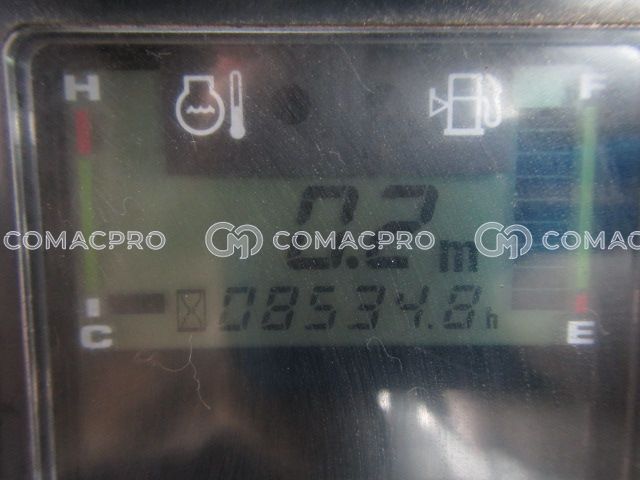 H F
0.2 m
COMACPRO COMACPRO COMACPRO
08534.8 h
C E